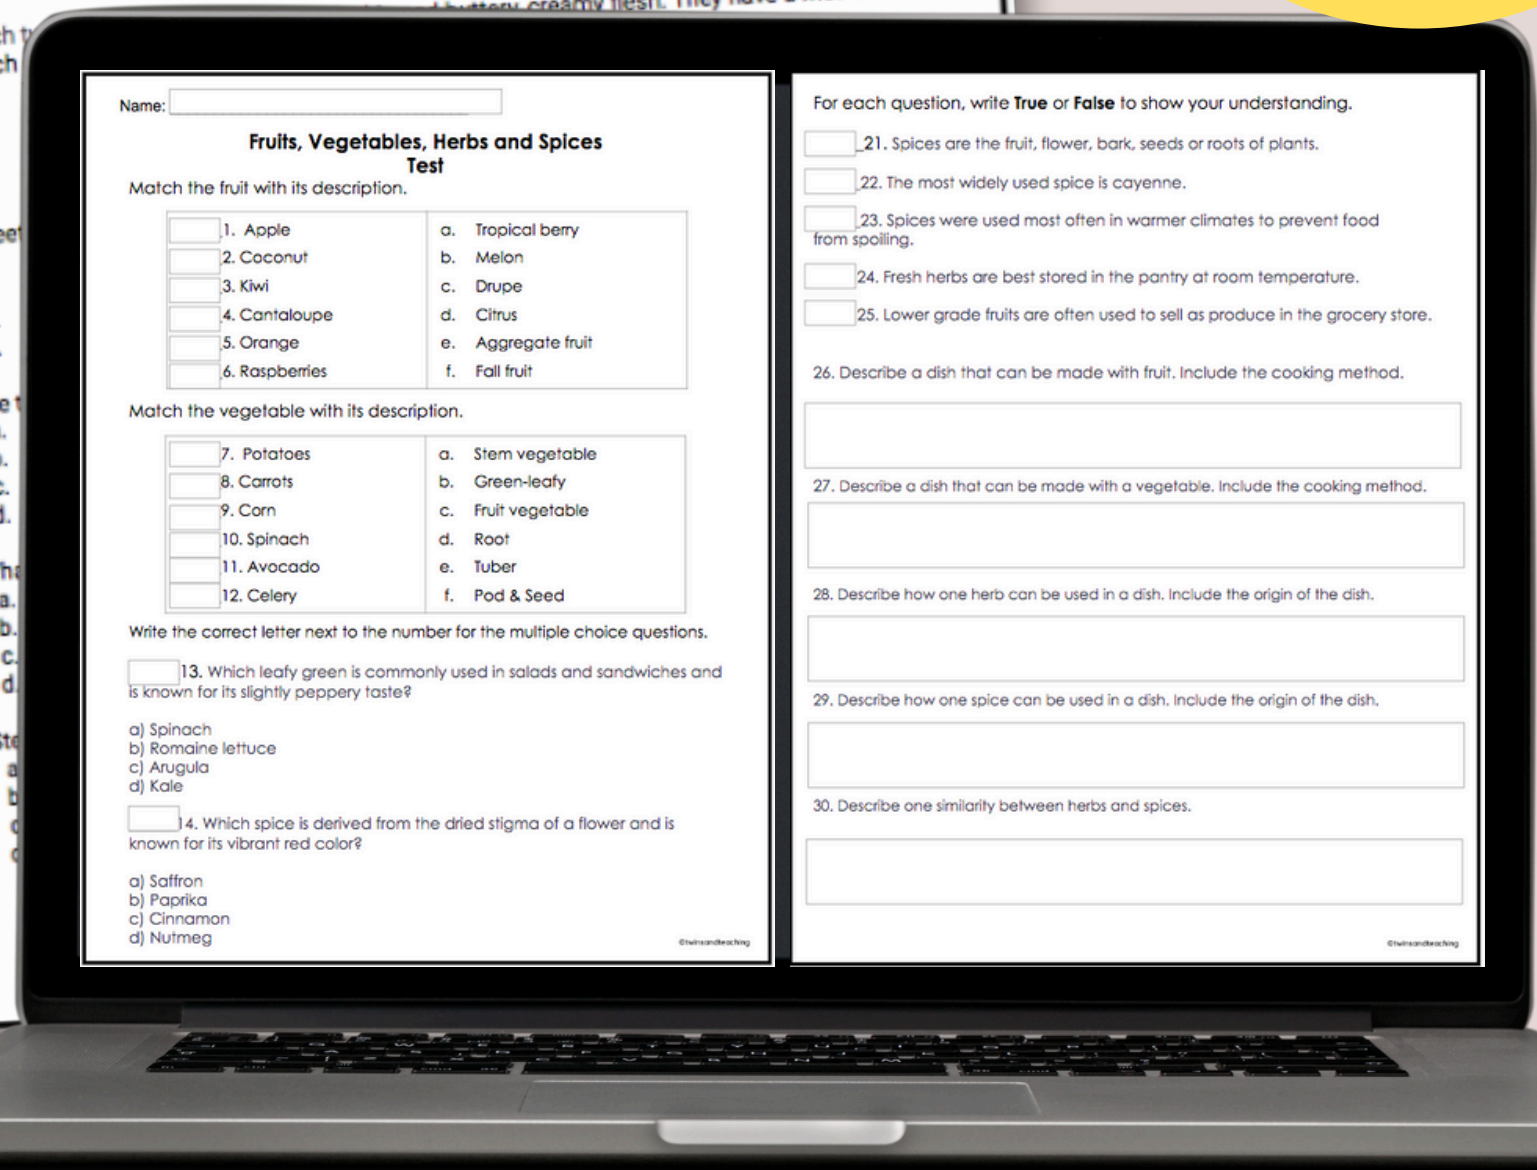 buttery, creamy flesh. They have a
Name:
Fruits, Vegetables, Herbs and Spices
Test
Match the fruit with its description.
1. Apple a. Tropical berry
2. Coconut b. Melon
3. Kiwi c. Drupe
4. Cantaloupe d. Citrus
5. Orange e. Aggregate fruit
6. Raspberries f. Fall fruit
Match the vegetable with its description.
7. Potatoes a. Stem vegetable
8. Carrots b. Green-leafy
9. Corn c. Fruit vegetable
10. Spinach d. Root
11. Avocado e. Tuber
12. Celery f. Pod & Seed
Write the correct letter next to the number for the multiple choice questions.
13. Which leafy green is commonly used in salads and sandwiches and
is known for its slightly peppery taste?
a) Spinach
b) Romaine lettuce
c) Arugula
d) Kale
14. Which spice is derived from the dried stigma of a flower and is
known for its vibrant red color?
a) Saffron
b) Paprika
c) Cinnamon
d) Nutmeg
©twinsandteaching
For each question, write True or False to show your understanding.
21. Spices are the fruit, flower, bark, seeds or roots of plants.
22. The most widely used spice is cayenne.
23. Spices were used most often in warmer climates to prevent food
from spoiling.
24. Fresh herbs are best stored in the pantry at room temperature.
25. Lower grade fruits are often used to sell as produce in the grocery store.
26. Describe a dish that can be made with fruit. Include the cooking method.
27. Describe a dish that can be made with a vegetable. Include the cooking method.
28. Describe how one herb can be used in a dish. Include the origin of the dish.
29. Describe how one spice can be used in a dish. Include the origin of the dish.
30. Describe one similarity between herbs and spices.
©twinsandteaching